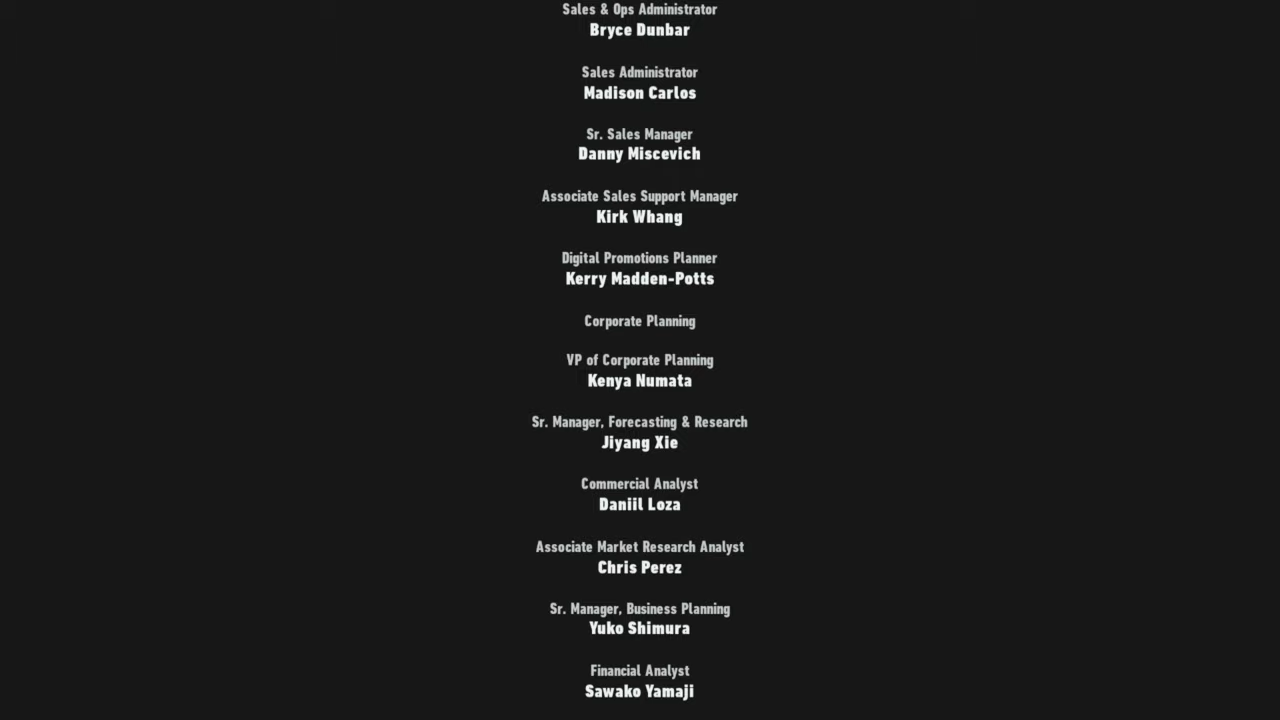 Sales & Ops Administrator
Bryce Dunbar
Sales Administrator
Madison Carlos
Sr. Sales Manager
Danny Miscevich
Associate Sales Support Manager
Kirk Whang
Digital Promotions Planner
Kerry Madden-Potts
Corporate Planning
VP of Corporate Planning
Kenya Numata
Sr. Manager, Forecasting & Research
Jiyang Xie
Commercial Analyst
Daniil Loza
Associate Market Research Analyst
Chris Perez
Sr. Manager, Business Planning
Yuko Shimura
Financial Analyst
Sawako Yamaji